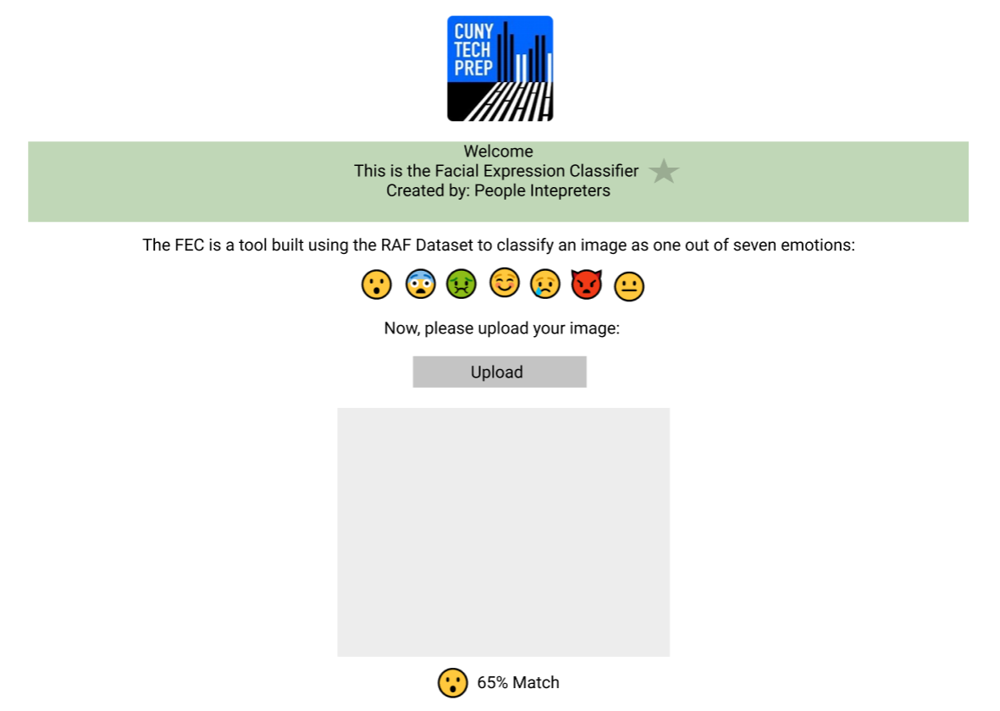 CUNY
TECH
PREP
Welcome
This is the Facial Expression Classifier
Created by: People Intepreters
The FEC is a tool built using the RAF Dataset to classify an image as one out of seven emotions:
Now, please upload your image:
Upload
65% Match